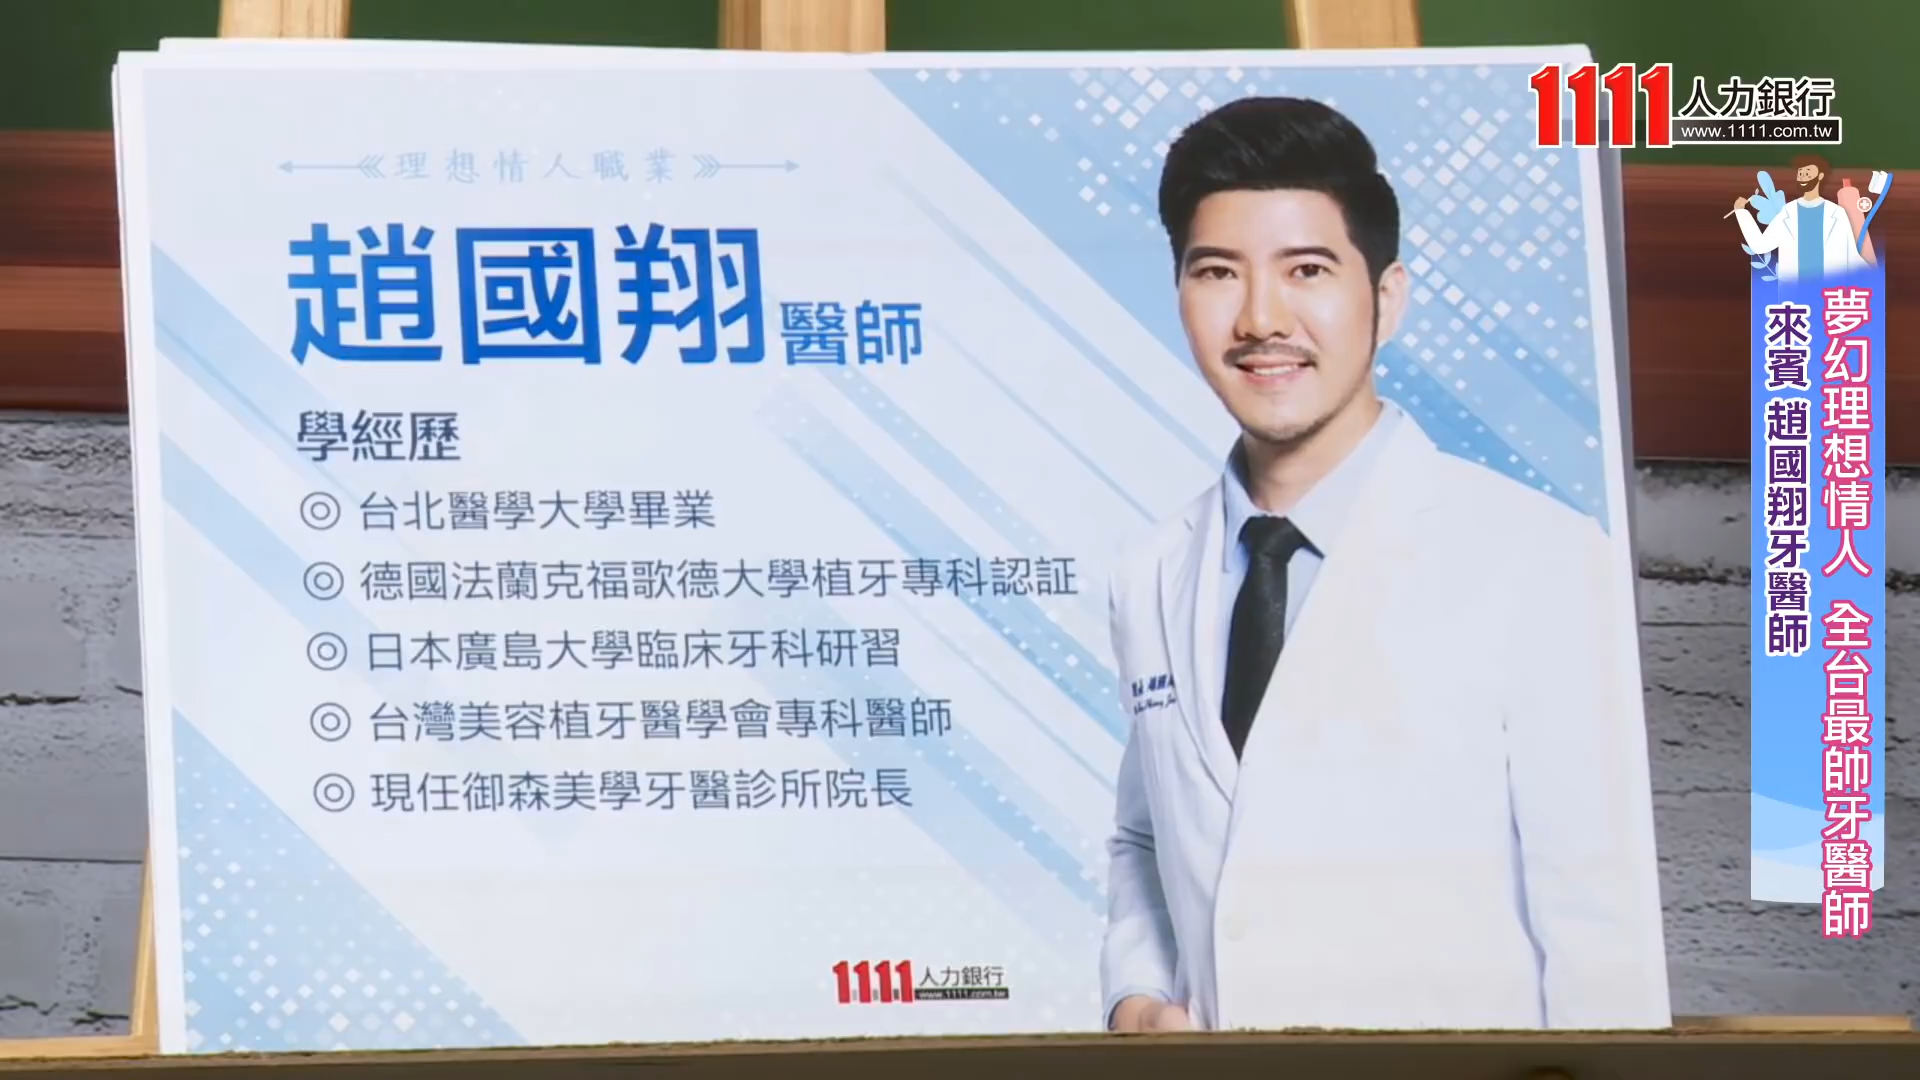 理想情人職業
趙國翔醫師
學經歷
◎ 台北醫學大學畢業
◎ 德國法蘭克福歌德大學植牙專科認証
◎ 日本廣島大學臨床牙科研習
◎ 台灣美容植牙醫學會專科醫師
◎ 現任御森美學牙醫診所院長
1111人力銀行
www.1111.com.tw
1111人力銀行
www.1111.com.tw
夢幻理想情人 全台最帥牙醫師
來賓 趙國翔牙醫師